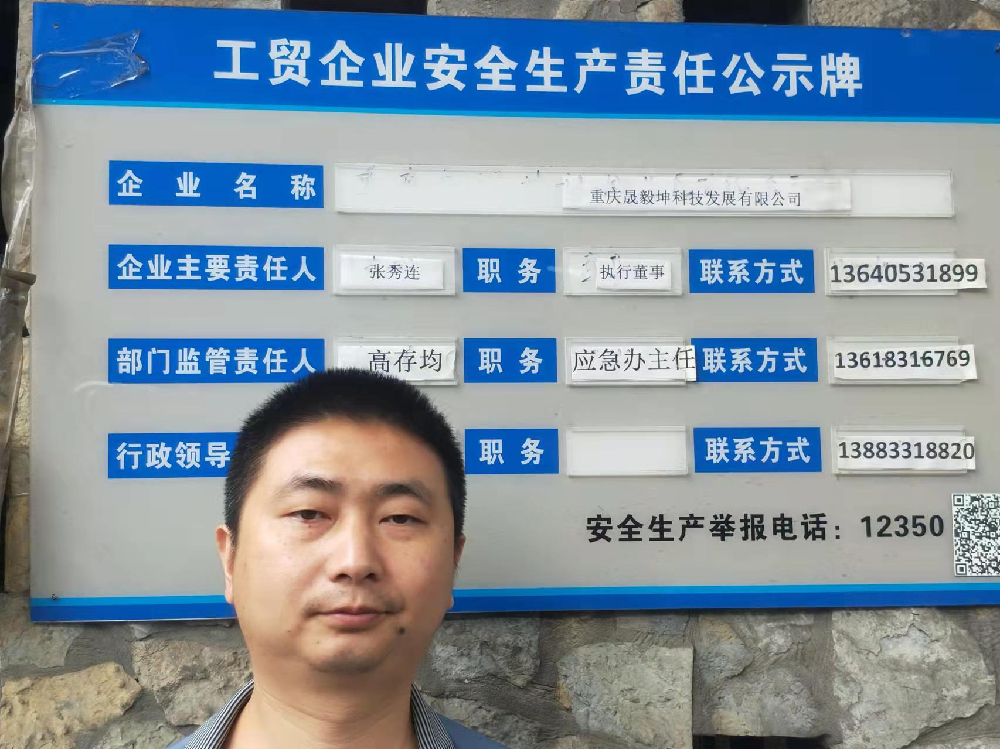 工贸企业安全生产责任公示牌
企业名称 重庆晟毅坤科技发展有限公司
企业主要责任人 张秀连 职务 执行董事 联系方式 13640531899
部门监管责任人 高存均 职务 应急办主任 联系方式 13618316769
行政领导 职务 联系方式 13883318820
安全生产举报电话：12350